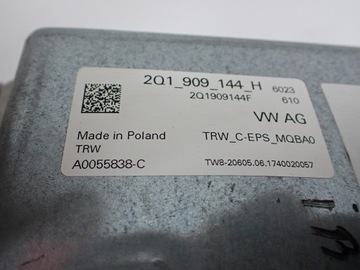 2Q1_909_144_H 6023
2Q1909144F 610
VW AG
Made in Poland TRW_C-EPS_MQBA0
TRW
A0055838-C TW8-20605.06.1740020057